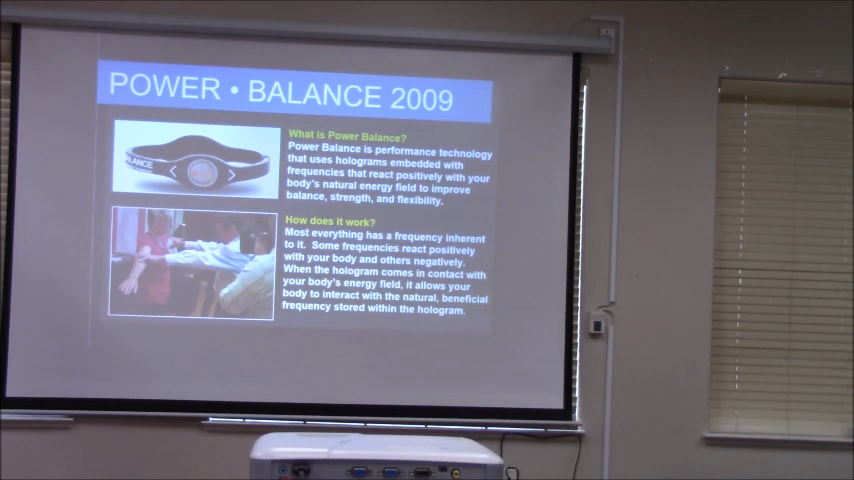 POWER • BALANCE 2009
What is Power Balance?
Power Balance is performance technology
that uses holograms embedded with
frequencies that react positively with your
body's natural energy field to improve
balance, strength, and flexibility.
ALANCE
How does it work?
Most everything has a frequency inherent
to it. Some frequencies react positively
with your body and others negatively.
When the hologram comes in contact with
your body's energy field, it allows your
body to interact with the natural, beneficial
frequency stored within the hologram.